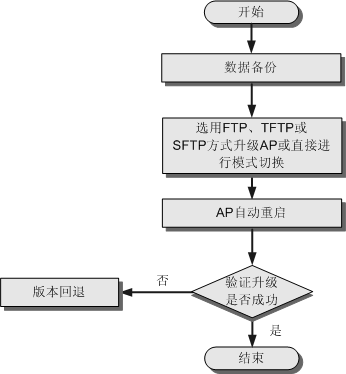 开始
数据备份
选用FTP、TFTP或
SFTP方式升级AP或直接进
行模式切换
AP自动重启
验证升级
是否成功
否
版本回退
是
结束